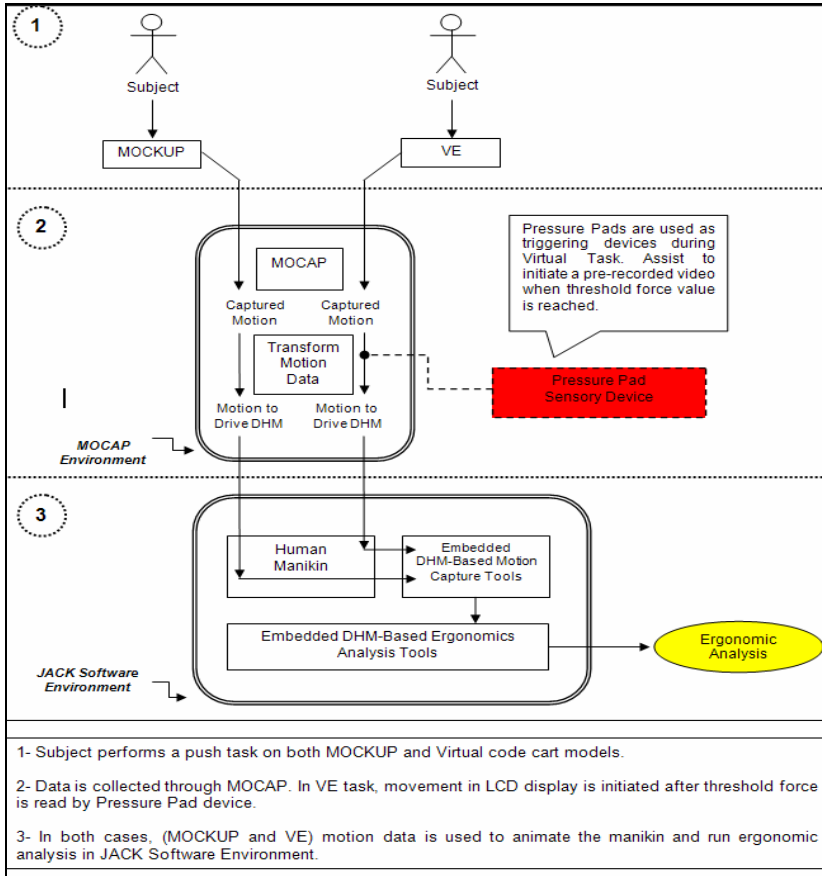 1
Subject
Subject
MOCKUP
VE
2
MOCAP
Captured
Motion
Captured
Motion
Transform
Motion
Data
Motion to
Drive DHM
Motion to
Drive DHM
Pressure Pads are used as
triggering devices during
Virtual Task. Assist to
initiate a pre-recorded video
when threshold force value
is reached.
Pressure Pad
Sensory Device
MOCAP
Environment
3
Human
Manikin
Embedded
DHM-Based Motion
Capture Tools
Embedded DHM-Based Ergonomics
Analysis Tools
Ergonomic
Analysis
JACK Software
Environment
1- Subject performs a push task on both MOCKUP and Virtual code cart models.
2- Data is collected through MOCAP. In VE task, movement in LCD display is initiated after threshold force
is read by Pressure Pad device.
3- In both cases, (MOCKUP and VE) motion data is used to animate the manikin and run ergonomic
analysis in JACK Software Environment.